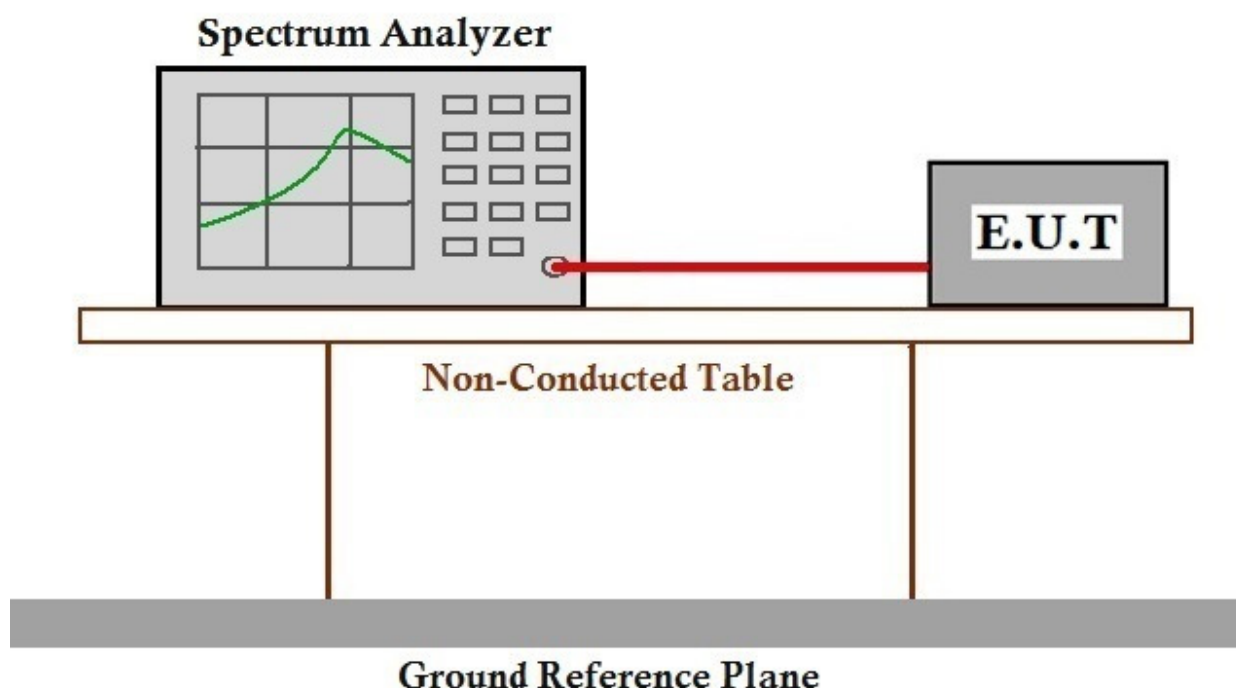 Spectrum Analyzer
E.U.T
Non-Conducted Table
Ground Reference Plane